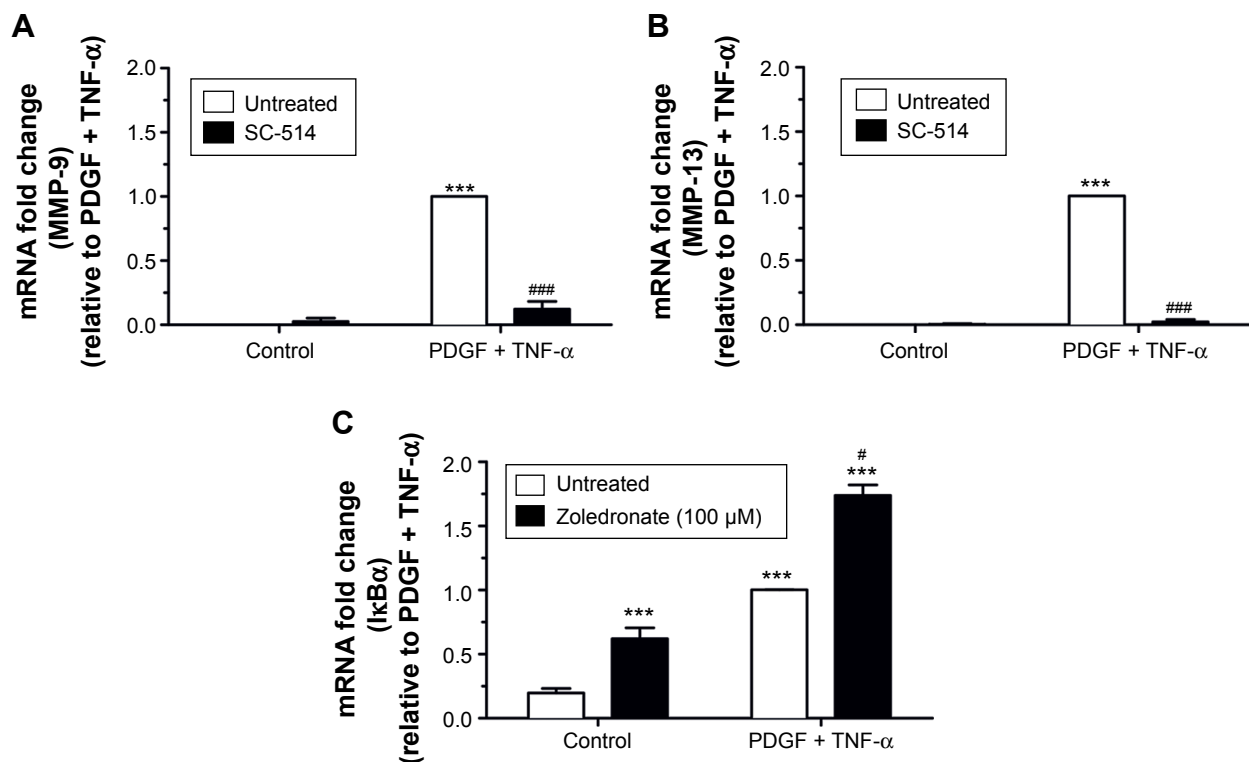 A
mRNA fold change
(MMP-9)
(relative to PDGF + TNF-α)
2.0
1.5
1.0
0.5
0.0
Untreated
SC-514
***
###
Control
PDGF + TNF-α
B
mRNA fold change
(MMP-13)
(relative to PDGF + TNF-α)
2.0
1.5
1.0
0.5
0.0
Untreated
SC-514
***
###
Control
PDGF + TNF-α
C
mRNA fold change
(IκBα)
(relative to PDGF + TNF-α)
2.0
1.5
1.0
0.5
0.0
Untreated
Zoledronate (100 µM)
***
***
#
***
Control
PDGF + TNF-α